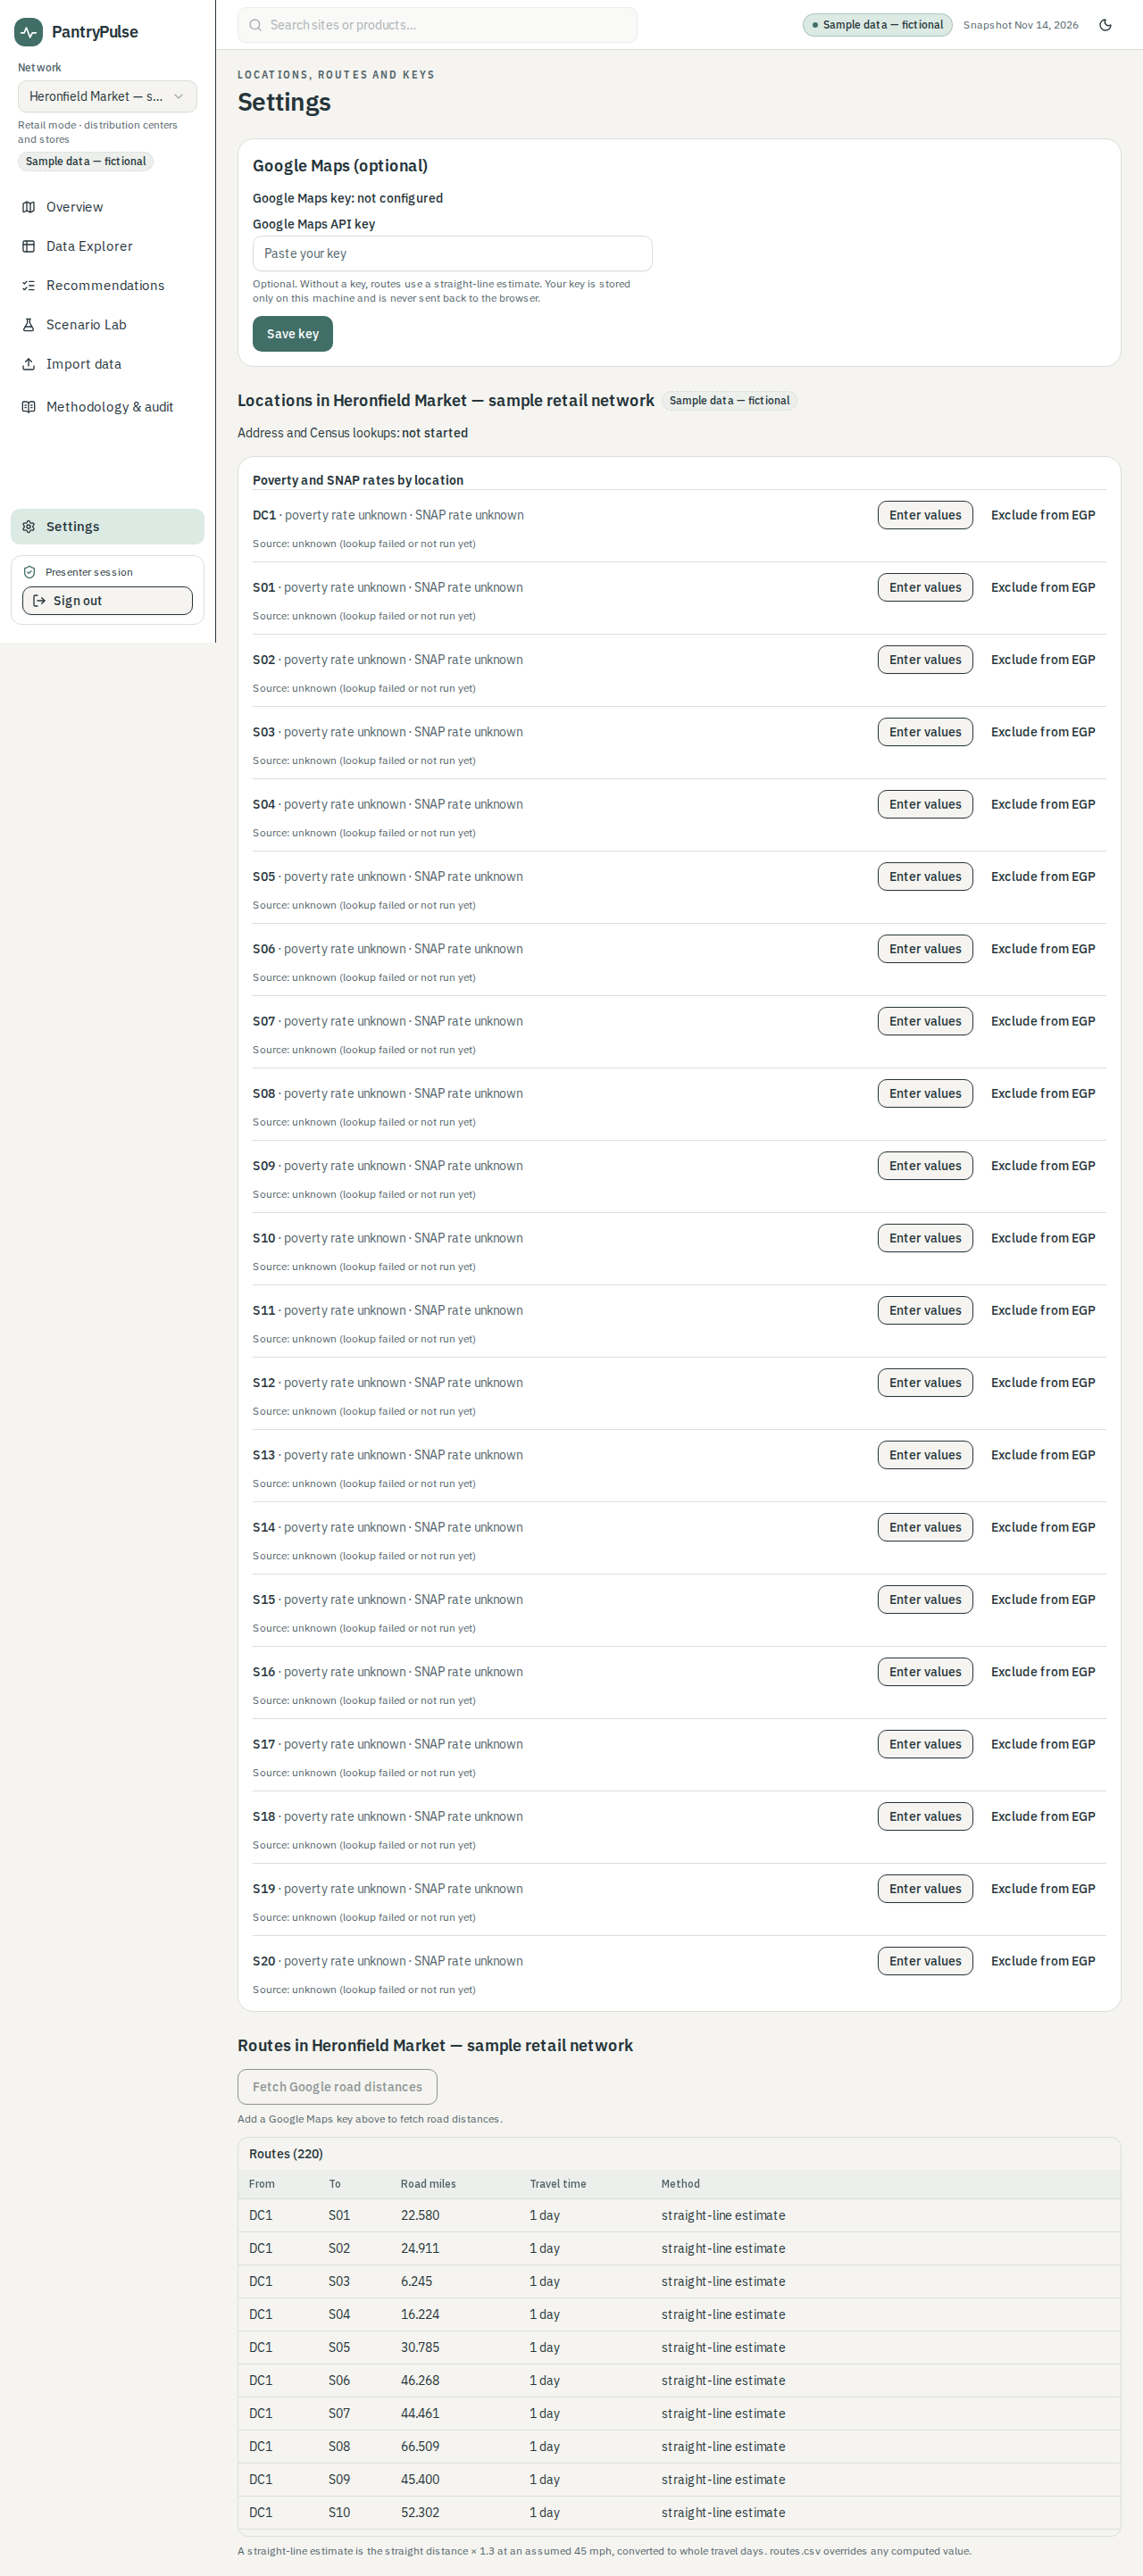 PantryPulse
Network
Heronfield Market — s...
Retail mode · distribution centers
and stores
Sample data — fictional
Overview
Data Explorer
Recommendations
Scenario Lab
Import data
Methodology & audit
Settings
Presenter session
Sign out
Search sites or products...
Sample data — fictional
Snapshot Nov 14, 2026
LOCATIONS, ROUTES AND KEYS
Settings
Google Maps (optional)
Google Maps key: not configured
Google Maps API key
Paste your key
Optional. Without a key, routes use a straight-line estimate. Your key is stored
only on this machine and is never sent back to the browser.
Save key
Locations in Heronfield Market — sample retail network Sample data — fictional
Address and Census lookups: not started
Poverty and SNAP rates by location
DC1 · poverty rate unknown · SNAP rate unknown Enter values Exclude from EGP
Source: unknown (lookup failed or not run yet)
S01 · poverty rate unknown · SNAP rate unknown Enter values Exclude from EGP
Source: unknown (lookup failed or not run yet)
S02 · poverty rate unknown · SNAP rate unknown Enter values Exclude from EGP
Source: unknown (lookup failed or not run yet)
S03 · poverty rate unknown · SNAP rate unknown Enter values Exclude from EGP
Source: unknown (lookup failed or not run yet)
S04 · poverty rate unknown · SNAP rate unknown Enter values Exclude from EGP
Source: unknown (lookup failed or not run yet)
S05 · poverty rate unknown · SNAP rate unknown Enter values Exclude from EGP
Source: unknown (lookup failed or not run yet)
S06 · poverty rate unknown · SNAP rate unknown Enter values Exclude from EGP
Source: unknown (lookup failed or not run yet)
S07 · poverty rate unknown · SNAP rate unknown Enter values Exclude from EGP
Source: unknown (lookup failed or not run yet)
S08 · poverty rate unknown · SNAP rate unknown Enter values Exclude from EGP
Source: unknown (lookup failed or not run yet)
S09 · poverty rate unknown · SNAP rate unknown Enter values Exclude from EGP
Source: unknown (lookup failed or not run yet)
S10 · poverty rate unknown · SNAP rate unknown Enter values Exclude from EGP
Source: unknown (lookup failed or not run yet)
S11 · poverty rate unknown · SNAP rate unknown Enter values Exclude from EGP
Source: unknown (lookup failed or not run yet)
S12 · poverty rate unknown · SNAP rate unknown Enter values Exclude from EGP
Source: unknown (lookup failed or not run yet)
S13 · poverty rate unknown · SNAP rate unknown Enter values Exclude from EGP
Source: unknown (lookup failed or not run yet)
S14 · poverty rate unknown · SNAP rate unknown Enter values Exclude from EGP
Source: unknown (lookup failed or not run yet)
S15 · poverty rate unknown · SNAP rate unknown Enter values Exclude from EGP
Source: unknown (lookup failed or not run yet)
S16 · poverty rate unknown · SNAP rate unknown Enter values Exclude from EGP
Source: unknown (lookup failed or not run yet)
S17 · poverty rate unknown · SNAP rate unknown Enter values Exclude from EGP
Source: unknown (lookup failed or not run yet)
S18 · poverty rate unknown · SNAP rate unknown Enter values Exclude from EGP
Source: unknown (lookup failed or not run yet)
S19 · poverty rate unknown · SNAP rate unknown Enter values Exclude from EGP
Source: unknown (lookup failed or not run yet)
S20 · poverty rate unknown · SNAP rate unknown Enter values Exclude from EGP
Source: unknown (lookup failed or not run yet)
Routes in Heronfield Market — sample retail network
Fetch Google road distances
Add a Google Maps key above to fetch road distances.
Routes (220)
From To Road miles Travel time Method
DC1 S01 22.580 1 day straight-line estimate
DC1 S02 24.911 1 day straight-line estimate
DC1 S03 6.245 1 day straight-line estimate
DC1 S04 16.224 1 day straight-line estimate
DC1 S05 30.785 1 day straight-line estimate
DC1 S06 46.268 1 day straight-line estimate
DC1 S07 44.461 1 day straight-line estimate
DC1 S08 66.509 1 day straight-line estimate
DC1 S09 45.400 1 day straight-line estimate
DC1 S10 52.302 1 day straight-line estimate
A straight-line estimate is the straight distance × 1.3 at an assumed 45 mph, converted to whole travel days. routes.csv overrides any computed value.